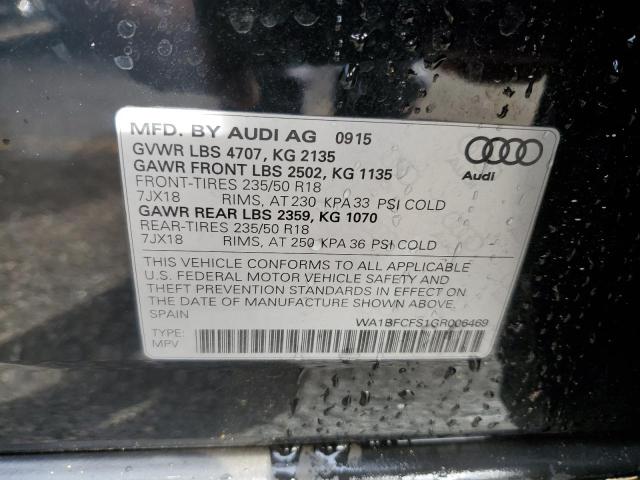 MFD. BY AUDI AG 0915
GVWR LBS 4707, KG 2135
GAWR FRONT LBS 2502, KG 1135
FRONT-TIRES 235/50 R18
7JX18 RIMS, AT 230 KPA 33 PSI COLD
GAWR REAR LBS 2359, KG 1070
REAR-TIRES 235/50 R18
7JX18 RIMS, AT 250 KPA 36 PSI COLD
Audi
THIS VEHICLE CONFORMS TO ALL APPLICABLE
U.S. FEDERAL MOTOR VEHICLE SAFETY AND
THEFT PREVENTION STANDARDS IN EFFECT ON
THE DATE OF MANUFACTURE SHOWN ABOVE.
SPAIN
WA1BFCFS1GR006469
TYPE:
MPV